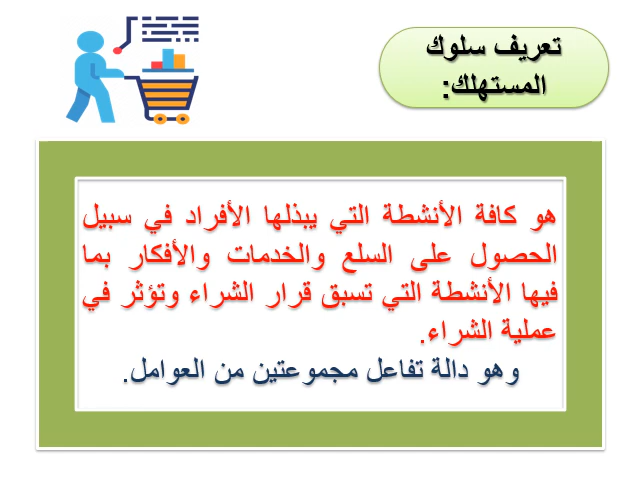 تعريف سلوك
المستهلك:
هو كافة الأنشطة التي يبذلها الأفراد في سبيل
الحصول على السلع والخدمات والأفكار بما
فيها الأنشطة التي تسبق قرار الشراء وتؤثر في
عملية الشراء.
وهو دالة تفاعل مجموعتين من العوامل.